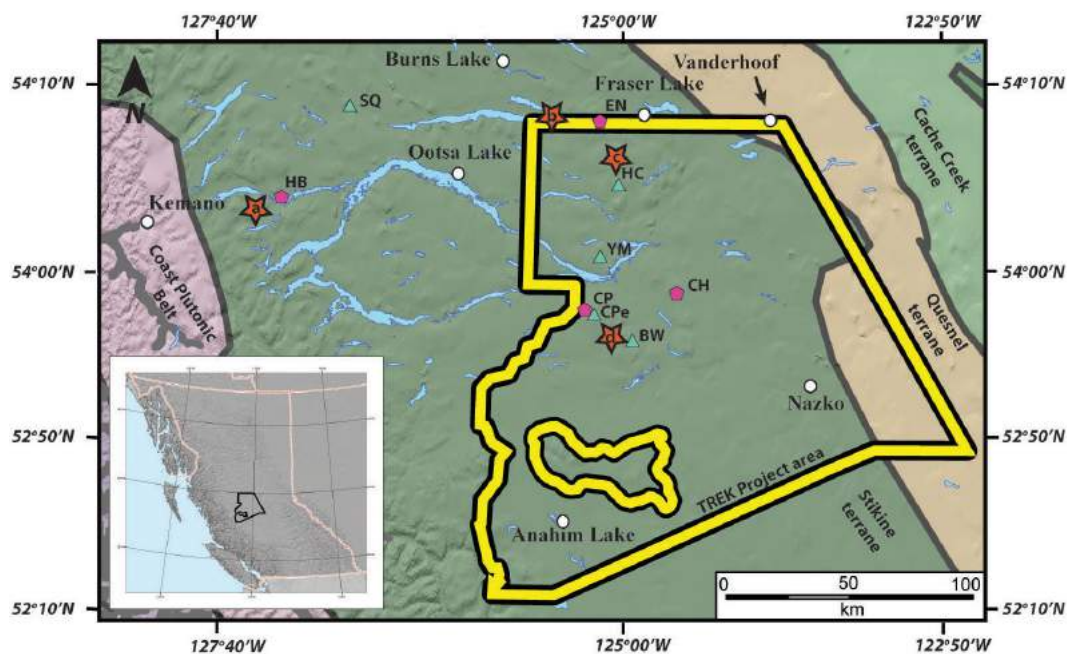 127°40'W 125°00'W 122°50'W
54°10'N 54°10'N
Burns Lake
Vanderhoof
Fraser Lake
SQ
EN
b
N
Ootsa Lake
c
HC
Cache Creek
terrane
HB
a
Kemano
YM
54°00'N 54°00'N
Coast Plutonic
Belt
CH
CP
CPe
BW
Quesnel
terrane
Nazko
52°50'N 52°50'N
TREK Project area
Stikine
terrane
Anahim Lake
0 50 100
km
52°10'N 52°10'N
127°40'W 125°00'W 122°50'W